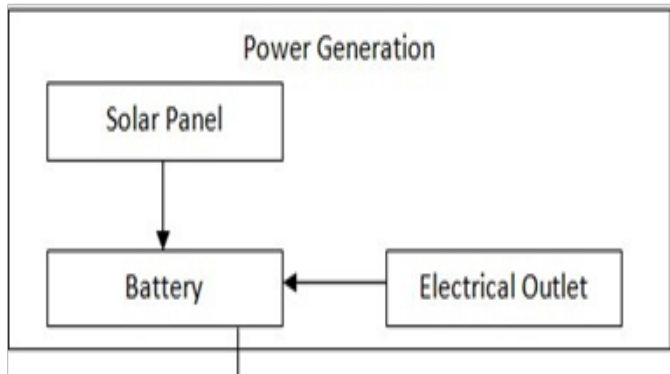 Power Generation
Solar Panel
Battery
Electrical Outlet